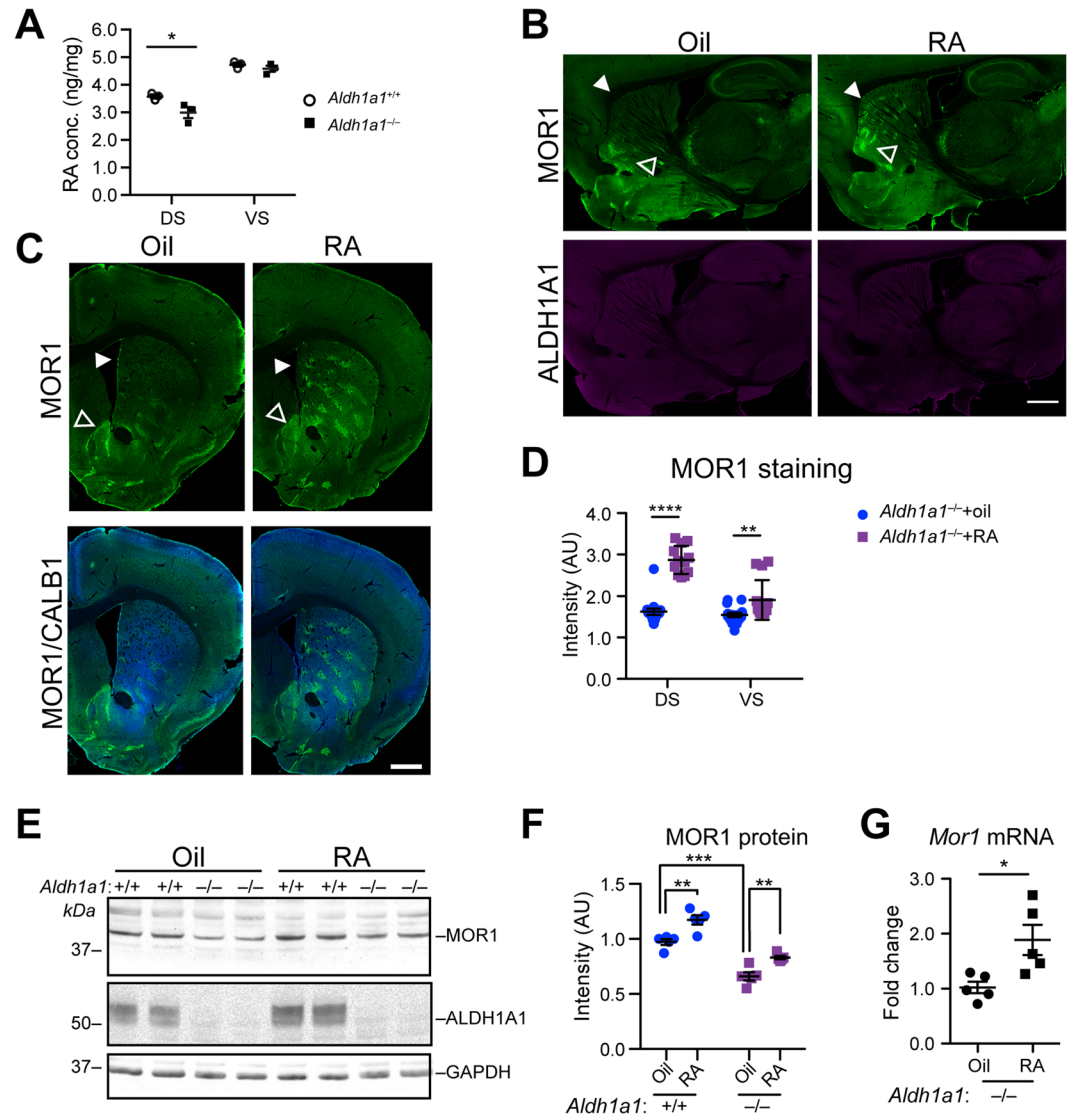 A
RA conc. (ng/mg)
6.0
5.0
4.0
3.0
2.0
1.0
0.0
*
DS
VS
Aldh1a1+/+
Aldh1a1–/–
B
Oil
RA
MOR1
ALDH1A1
C
Oil
RA
MOR1
MOR1/CALB1
D
MOR1 staining
Intensity (AU)
4.0
3.0
2.0
1.0
0.0
****
**
DS
VS
Aldh1a1–/–+oil
Aldh1a1–/–+RA
E
Oil
RA
Aldh1a1: +/+ +/+ –/– –/– +/+ +/+ –/– –/–
kDa
37–
–MOR1
50–
–ALDH1A1
37–
–GAPDH
F
MOR1 protein
Intensity (AU)
1.5
1.0
0.5
0.0
***
**
**
Oil RA Oil RA
Aldh1a1: +/+ –/–
G
Mor1 mRNA
Fold change
3.0
2.0
1.0
0.0
*
Oil RA
Aldh1a1: –/–